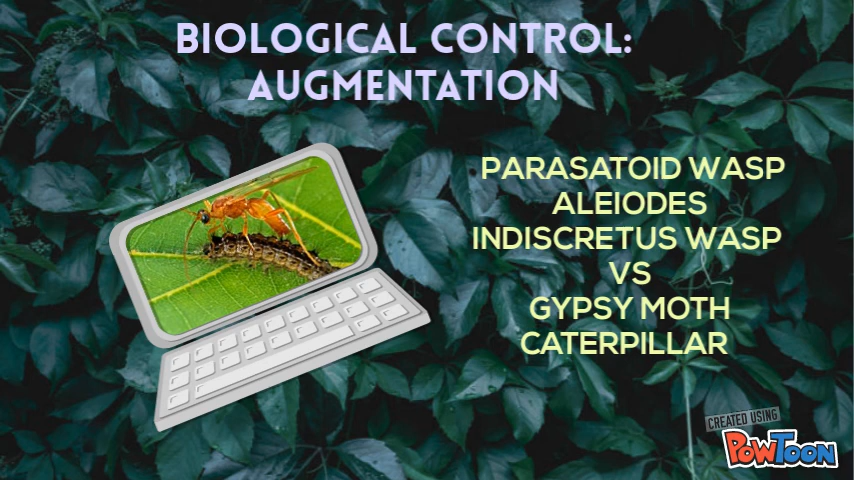 BIOLOGICAL CONTROL:
AUGMENTATION
PARASATOID WASP
ALEIODES
INDISCRETUS WASP
VS
GYPSY MOTH
CATERPILLAR
CREATED USING
POWTOON